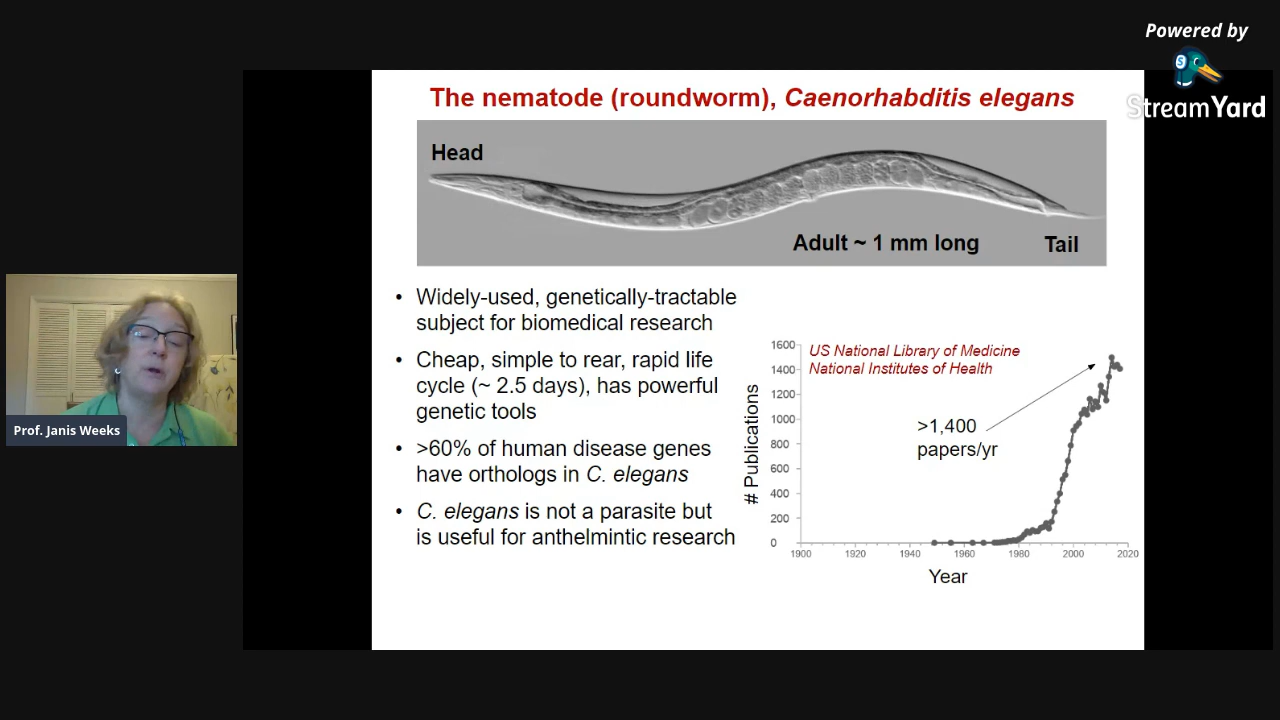 Powered by
StreamYard
The nematode (roundworm), Caenorhabditis elegans
Head
Adult ~ 1 mm long
Tail
• Widely-used, genetically-tractable
subject for biomedical research
• Cheap, simple to rear, rapid life
cycle (~ 2.5 days), has powerful
genetic tools
• >60% of human disease genes
have orthologs in C. elegans
• C. elegans is not a parasite but
is useful for anthelmintic research
US National Library of Medicine
National Institutes of Health
>1,400
papers/yr
# Publications
1600
1400
1200
1000
800
600
400
200
0
1900 1920 1940 1960 1980 2000 2020
Year
Prof. Janis Weeks